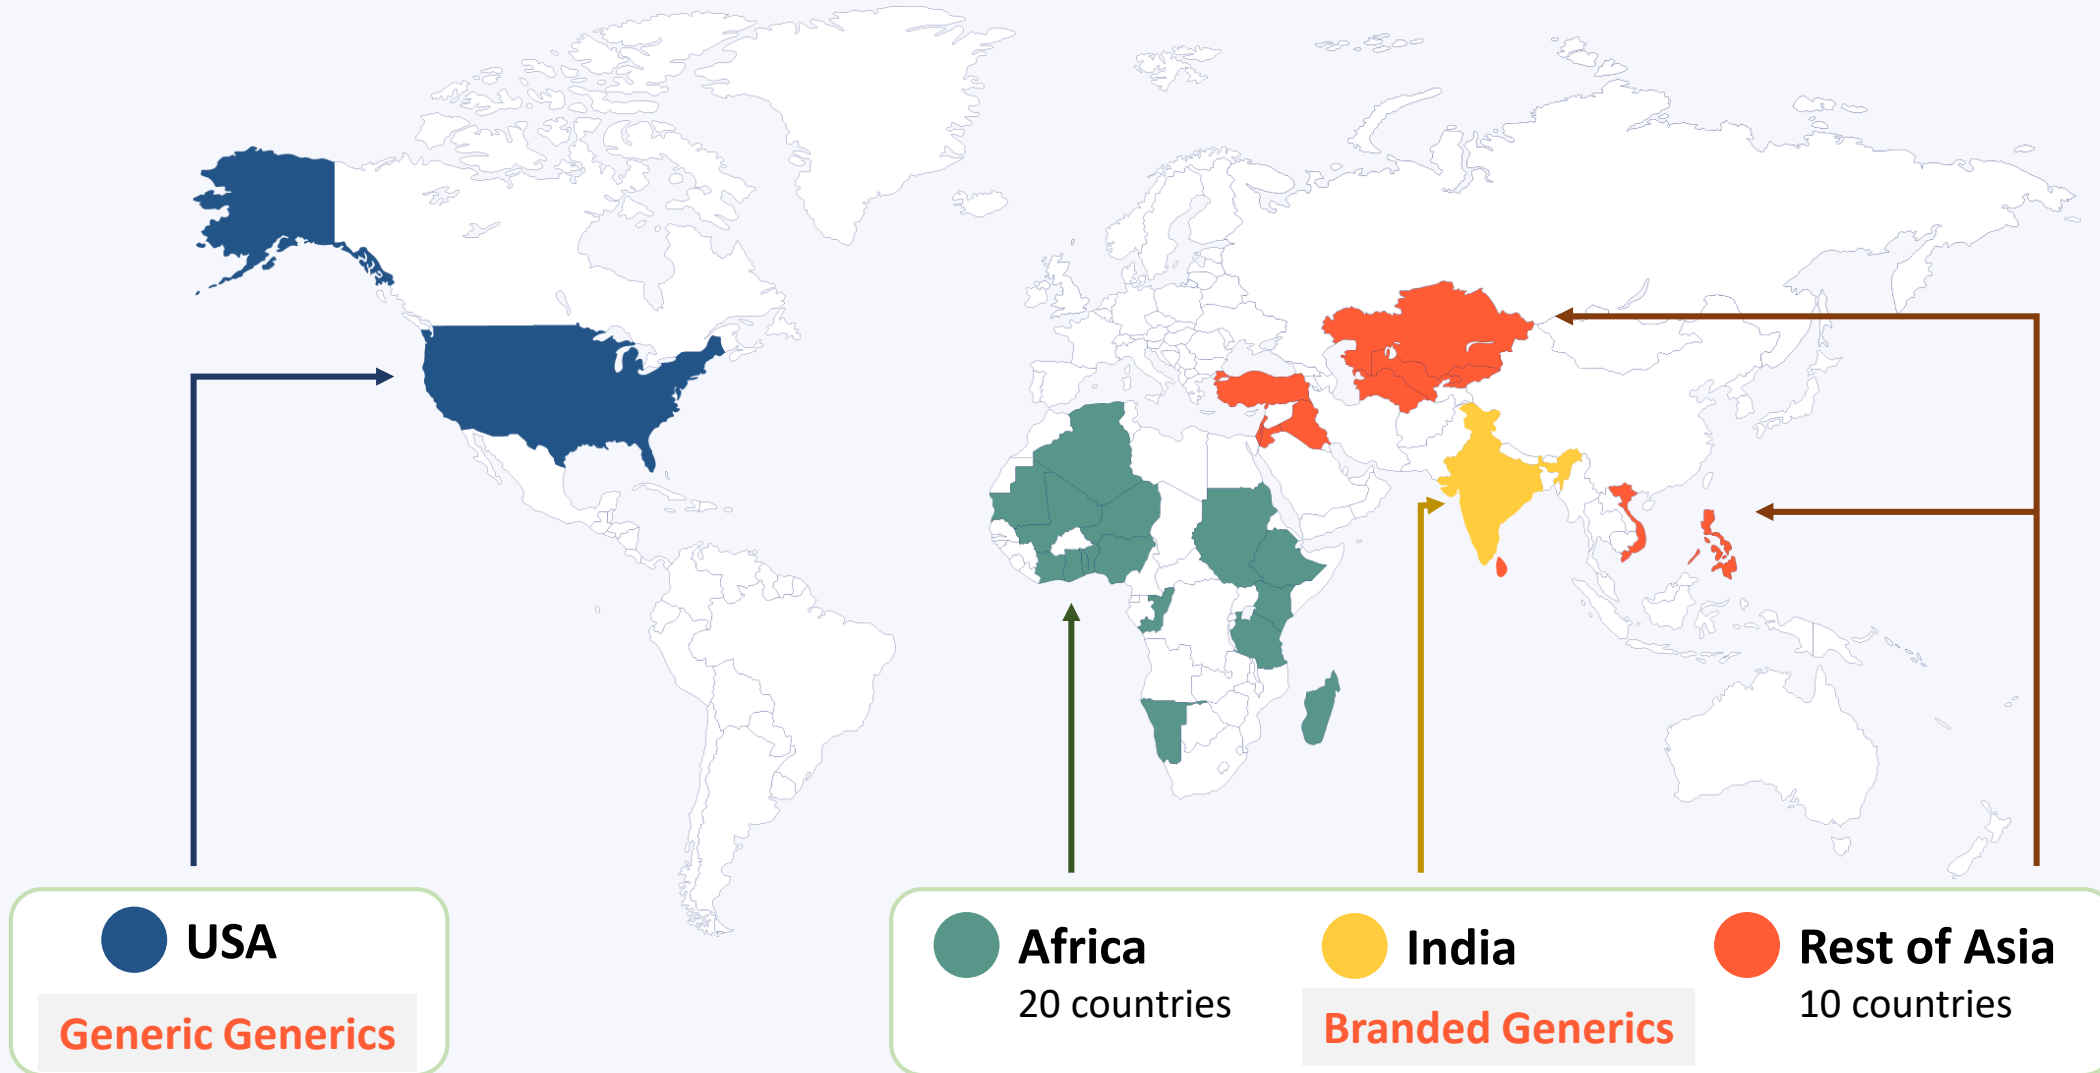 USA
Generic Generics
Africa
20 countries
India
Branded Generics
Rest of Asia
10 countries